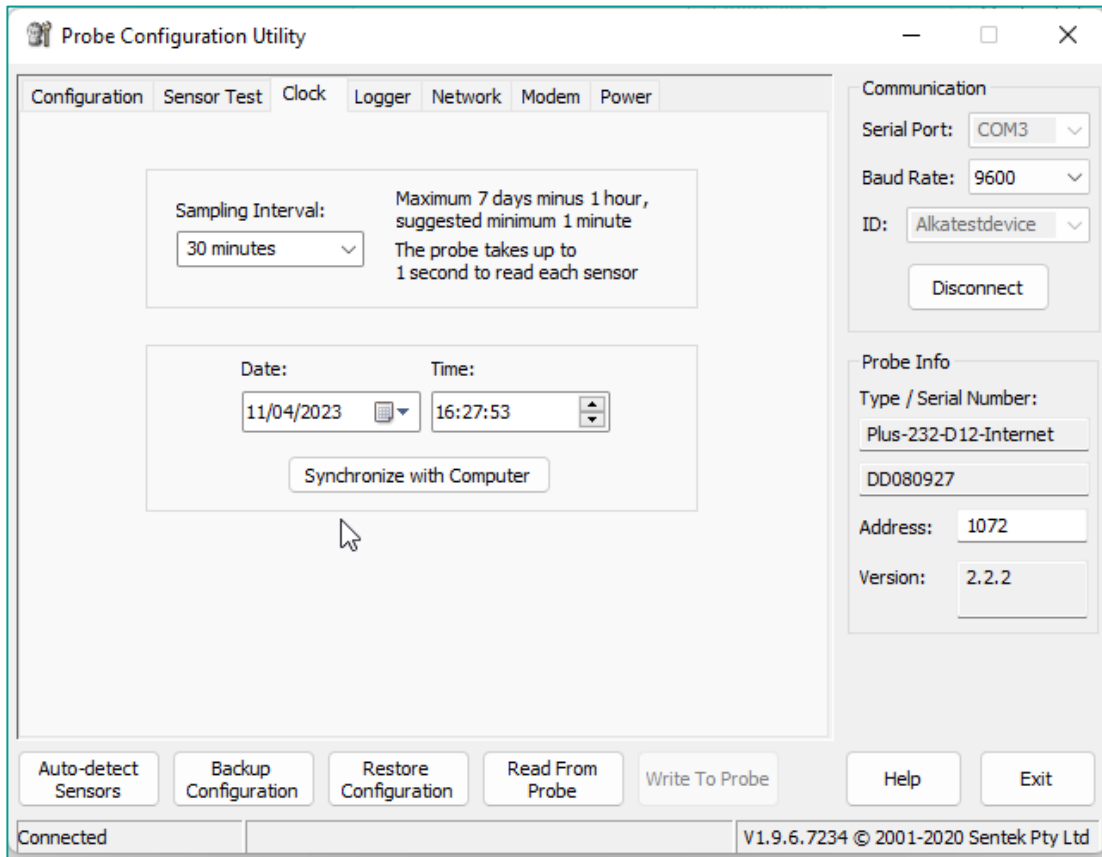 Probe Configuration Utility
Configuration Sensor Test Clock Logger Network Modem Power
Sampling Interval:
30 minutes
Maximum 7 days minus 1 hour,
suggested minimum 1 minute
The probe takes up to
1 second to read each sensor
Date:
Time:
11/04/2023
16:27:53
Synchronize with Computer
Communication
Serial Port: COM3
Baud Rate: 9600
ID: Alkatestdevice
Disconnect
Probe Info
Type / Serial Number:
Plus-232-D12-Internet
DD080927
Address: 1072
Version: 2.2.2
Auto-detect
Sensors
Backup
Configuration
Restore
Configuration
Read From
Probe
Write To Probe
Help
Exit
Connected
V1.9.6.7234 © 2001-2020 Sentek Pty Ltd